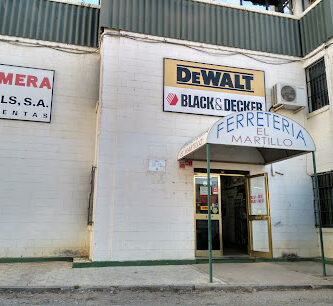 MERA
LS, S.A.
ENTAS
DEWALT
BLACK&DECKER
FERRETERIA
EL
MARTILLO